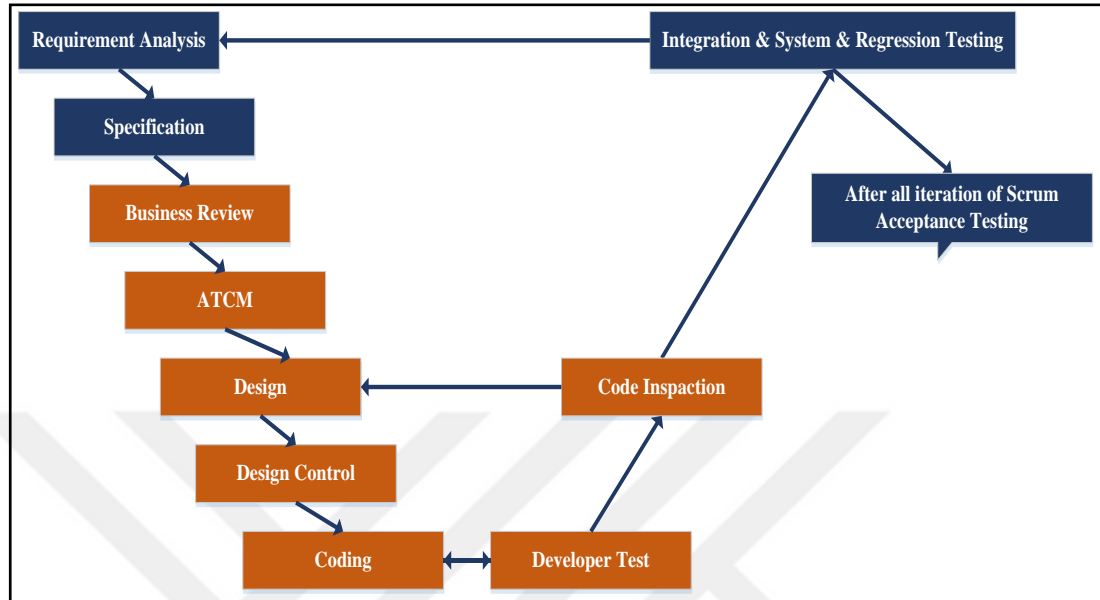 Requirement Analysis
Integration & System & Regression Testing
Specification
After all iteration of Scrum
Acceptance Testing
Business Review
ATCM
Design
Code Inspaction
Design Control
Coding
Developer Test